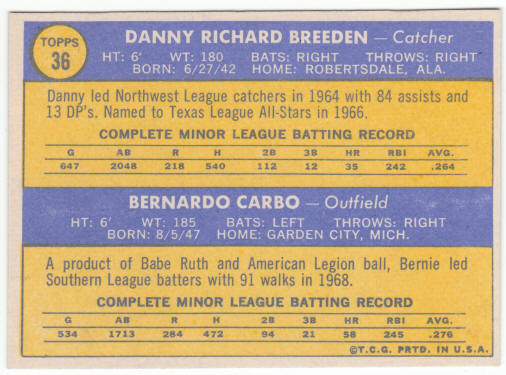 TOPPS
36
DANNY RICHARD BREEDEN — Catcher
HT: 6' WT: 180 BATS: RIGHT THROWS: RIGHT
BORN: 6/27/42 HOME: ROBERTSDALE, ALA.
Danny led Northwest League catchers in 1964 with 84 assists and
13 DP's. Named to Texas League All-Stars in 1966.
COMPLETE MINOR LEAGUE BATTING RECORD
G AB R H 2B 3B HR RBI AVG.
647 2048 218 540 112 12 35 242 .264
BERNARDO CARBO — Outfield
HT: 6' WT: 185 BATS: LEFT THROWS: RIGHT
BORN: 8/5/47 HOME: GARDEN CITY, MICH.
A product of Babe Ruth and American Legion ball, Bernie led
Southern League batters with 91 walks in 1968.
COMPLETE MINOR LEAGUE BATTING RECORD
G AB R H 2B 3B HR RBI AVG.
534 1713 284 472 94 21 58 245 .276
©T.C.G. PRTD. IN U.S.A.